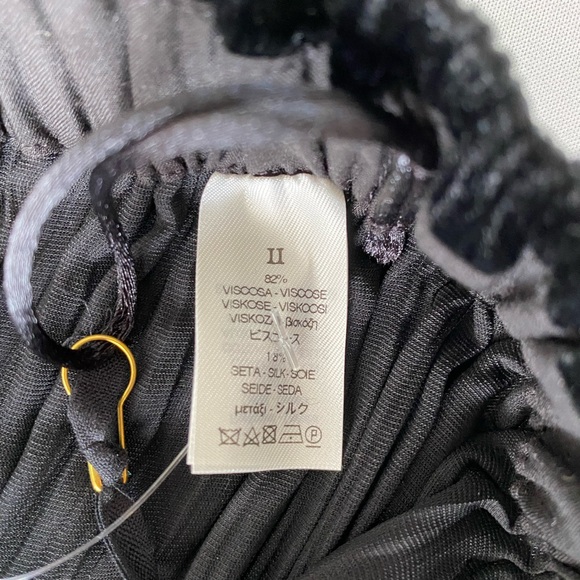 II
82%
VISCOSA - VISCOSE
VISKOSE - VISKOOSI
VISKOZA - βισκόζη
ビスコース
18%
SETA - SILK - SOIE
SEIDE - SEDA
μετάξι - シルク
P